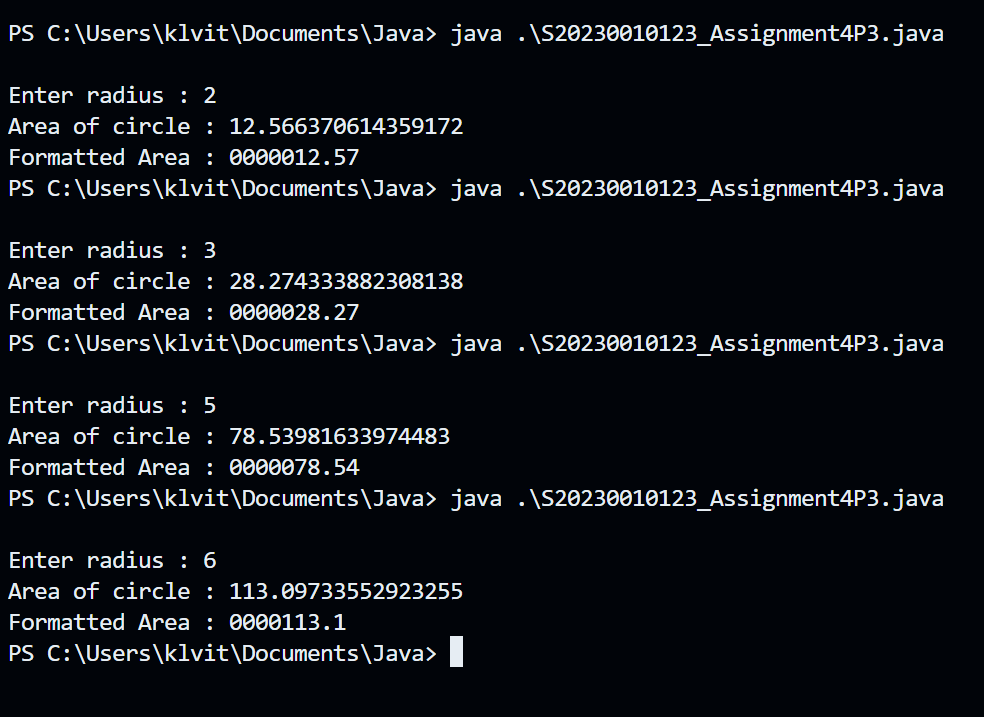 PS C:\Users\klvit\Documents\Java> java .\S20230010123_Assignment4P3.java
Enter radius : 2
Area of circle : 12.566370614359172
Formatted Area : 0000012.57
PS C:\Users\klvit\Documents\Java> java .\S20230010123_Assignment4P3.java
Enter radius : 3
Area of circle : 28.274333882308138
Formatted Area : 0000028.27
PS C:\Users\klvit\Documents\Java> java .\S20230010123_Assignment4P3.java
Enter radius : 5
Area of circle : 78.53981633974483
Formatted Area : 0000078.54
PS C:\Users\klvit\Documents\Java> java .\S20230010123_Assignment4P3.java
Enter radius : 6
Area of circle : 113.09733552923255
Formatted Area : 0000113.1
PS C:\Users\klvit\Documents\Java>